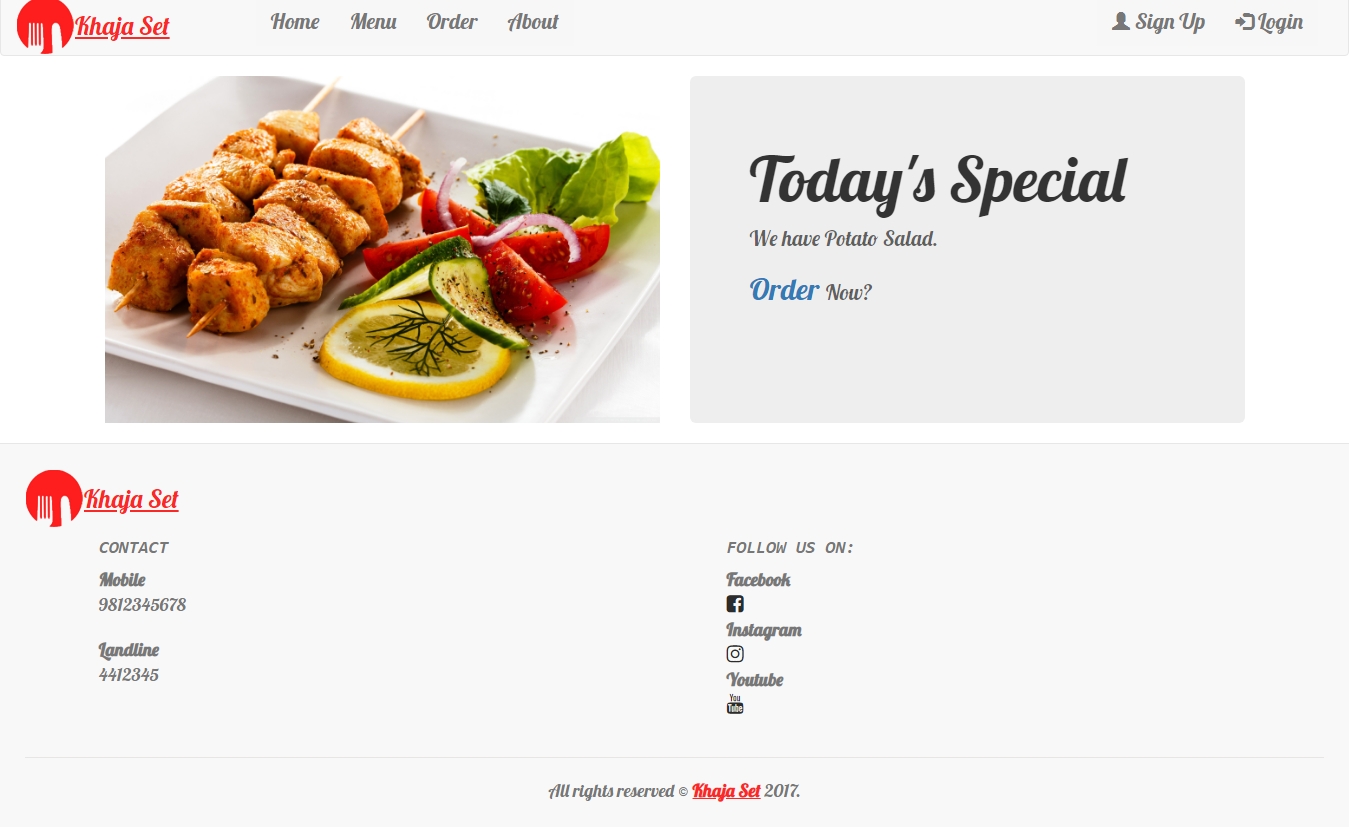 Khaja Set Home Menu Order About Sign Up Login
Today's Special
We have Potato Salad.
Order Now?
Khaja Set
CONTACT
Mobile
9812345678
Landline
4412345
FOLLOW US ON:
Facebook
Instagram
Youtube
You
Tube
All rights reserved © Khaja Set 2017.